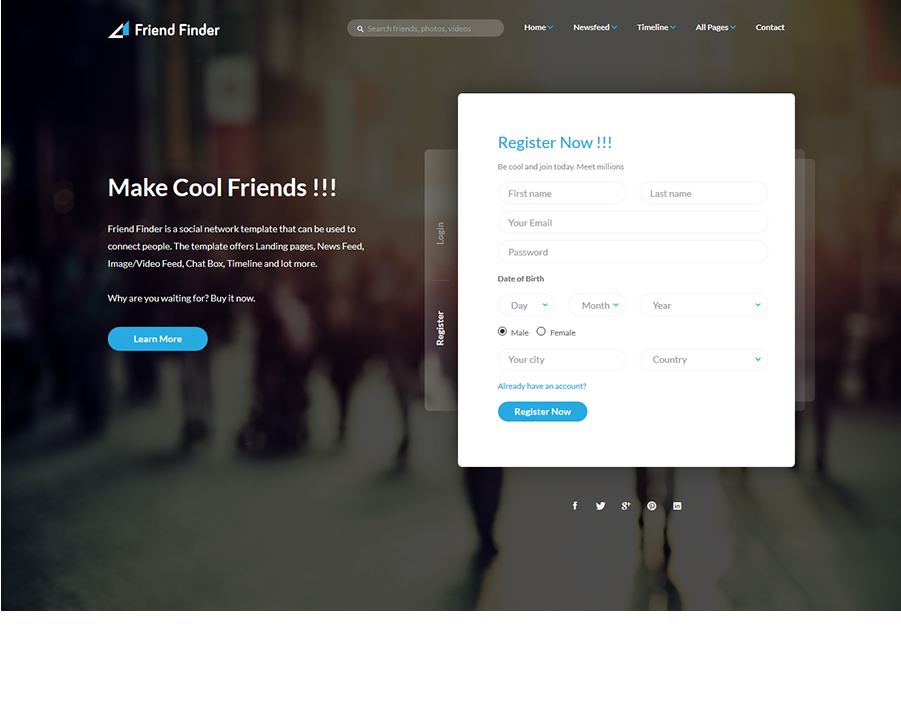 Friend Finder
Search friends, photos, videos
Home
Newsfeed
Timeline
All Pages
Contact
Make Cool Friends !!!
Friend Finder is a social network template that can be used to
connect people. The template offers Landing pages, News Feed,
Image/Video Feed, Chat Box, Timeline and lot more.
Why are you waiting for? Buy it now.
Learn More
Login
Register
Register Now !!!
Be cool and join today. Meet millions
First name
Last name
Your Email
Password
Date of Birth
Day
Month
Year
Male
Female
Your city
Country
Already have an account?
Register Now